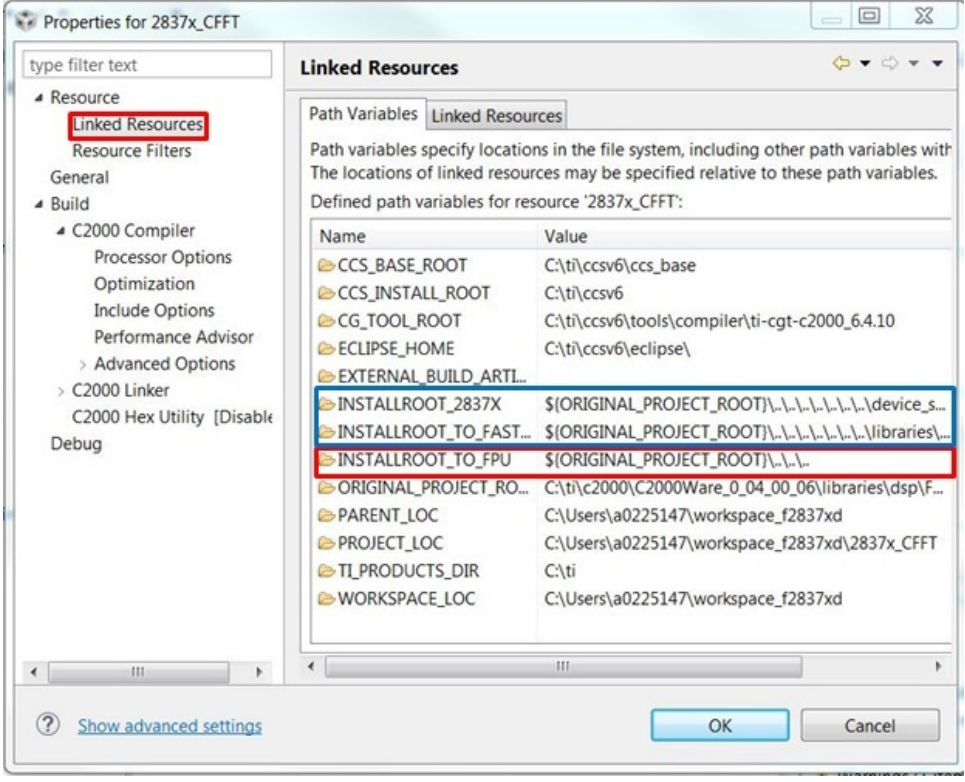 Properties for 2837x_CFFT
type filter text
Resource
Linked Resources
Resource Filters
General
Build
C2000 Compiler
Processor Options
Optimization
Include Options
Performance Advisor
Advanced Options
C2000 Linker
C2000 Hex Utility [Disable
Debug
Linked Resources
Path Variables Linked Resources
Path variables specify locations in the file system, including other path variables with
The locations of linked resources may be specified relative to these path variables.
Defined path variables for resource '2837x_CFFT':
Name Value
CCS_BASE_ROOT C:\ti\ccsv6\ccs_base
CCS_INSTALL_ROOT C:\ti\ccsv6
CG_TOOL_ROOT C:\ti\ccsv6\tools\compiler\ti-cgt-c2000_6.4.10
ECLIPSE_HOME C:\ti\ccsv6\eclipse\
EXTERNAL_BUILD_ARTI...
INSTALLROOT_2837X ${ORIGINAL_PROJECT_ROOT}\..\..\..\..\..\..\..\device_s...
INSTALLROOT_TO_FAST... ${ORIGINAL_PROJECT_ROOT}\..\..\..\..\..\..\..\libraries\...
INSTALLROOT_TO_FPU ${ORIGINAL_PROJECT_ROOT}\..\..\..
ORIGINAL_PROJECT_RO... C:\ti\c2000\C2000Ware_0_04_00_06\libraries\dsp\F...
PARENT_LOC C:\Users\a0225147\workspace_f2837xd
PROJECT_LOC C:\Users\a0225147\workspace_f2837xd\2837x_CFFT
TI_PRODUCTS_DIR C:\ti
WORKSPACE_LOC C:\Users\a0225147\workspace_f2837xd
Show advanced settings
OK Cancel